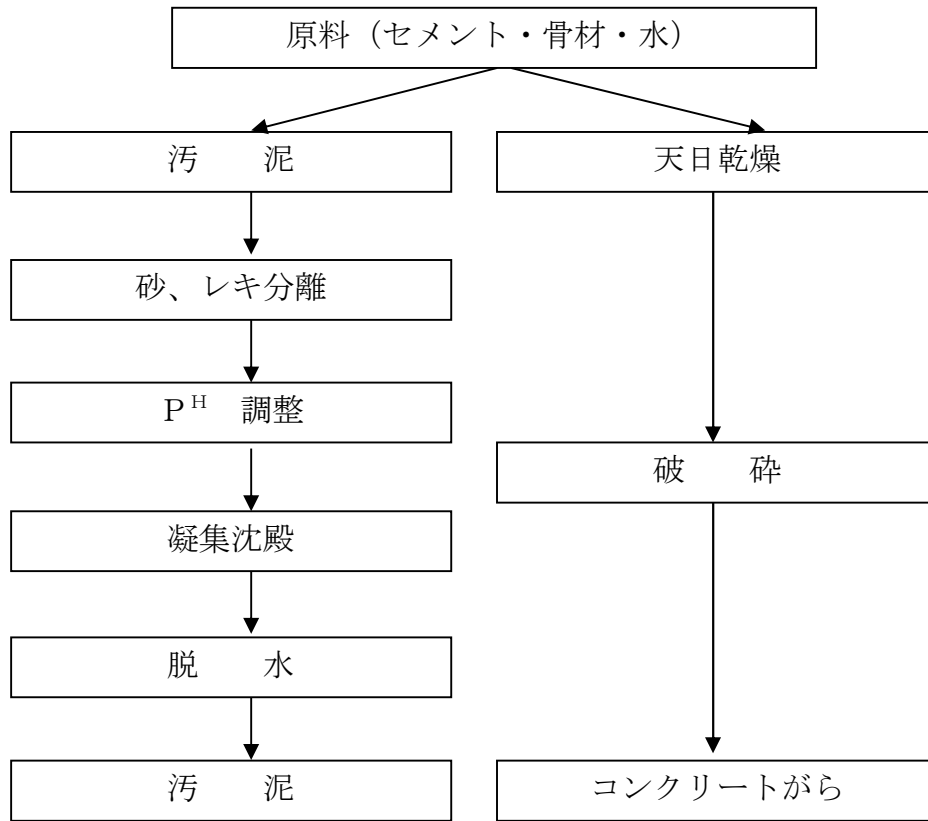 原料（セメント・骨材・水）
汚　　泥
天日乾燥
砂、レキ分離
Ｐᴴ　調整
破　　砕
凝集沈殿
脱　　水
汚　　泥
コンクリートがら